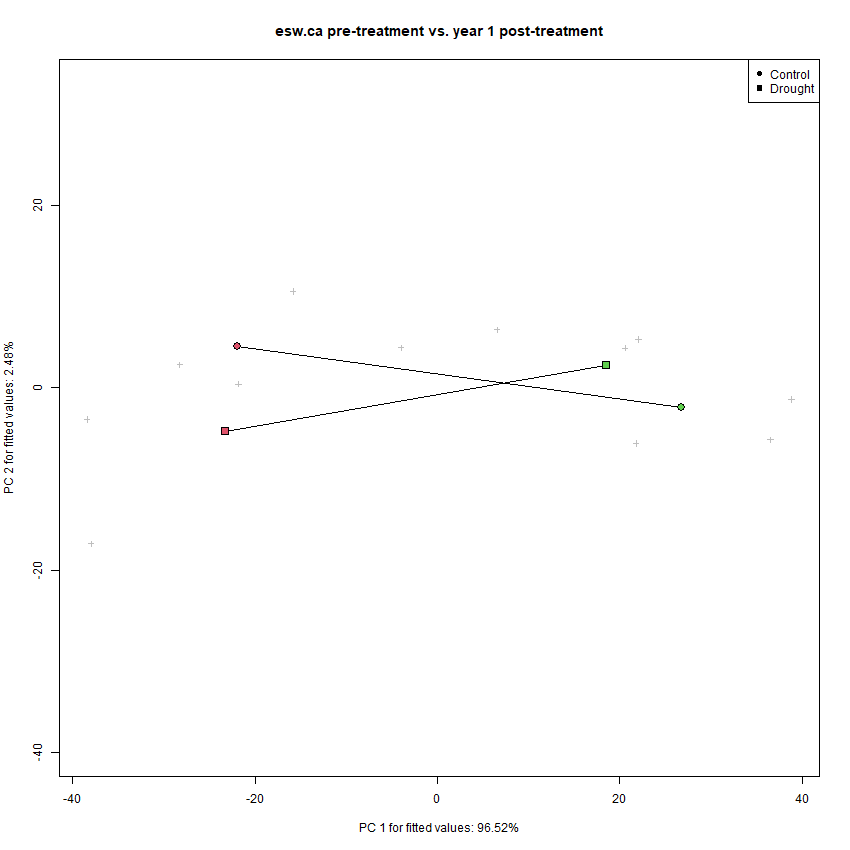 esw.ca pre-treatment vs. year 1 post-treatment
Control
Drought
PC 2 for fitted values: 2.48%
20
0
-20
-40
-40
-20
0
20
40
PC 1 for fitted values: 96.52%